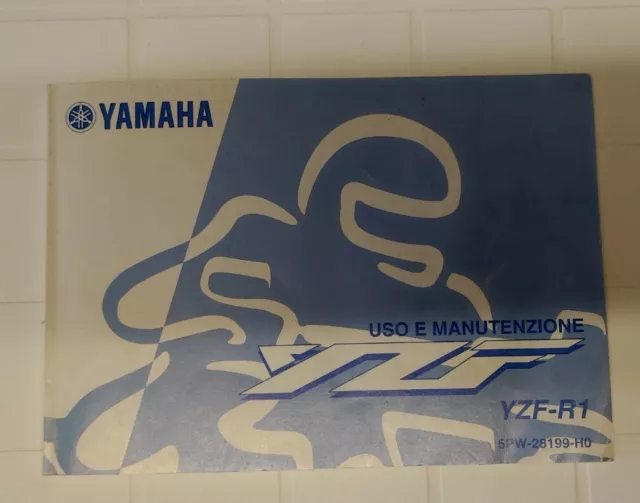 YAMAHA
USO E MANUTENZIONE
YZF
YZF-R1
5PW-28199-H0